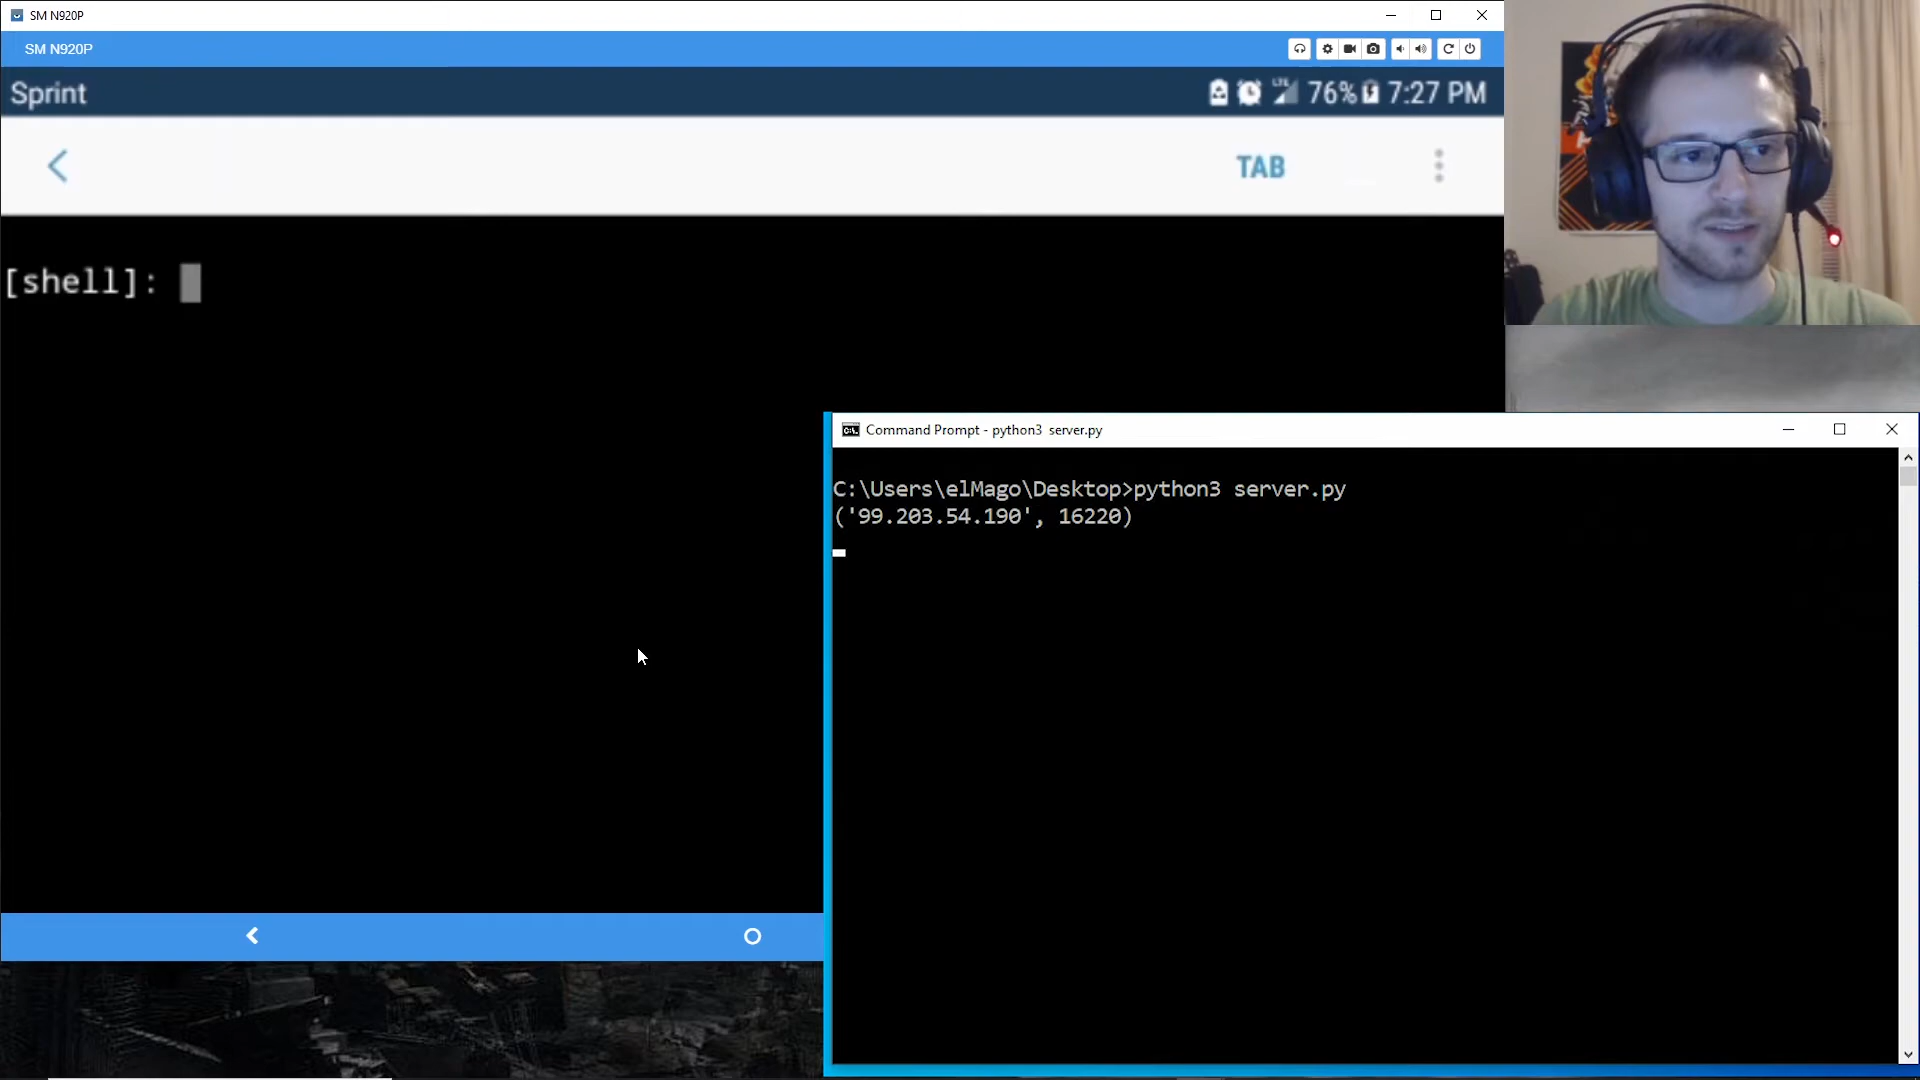 SM N920P
SM N920P
Sprint
LTE 76% 7:27 PM
TAB
[shell]:
Command Prompt - python3 server.py
C:\Users\elMago\Desktop>python3 server.py
('99.203.54.190', 16220)